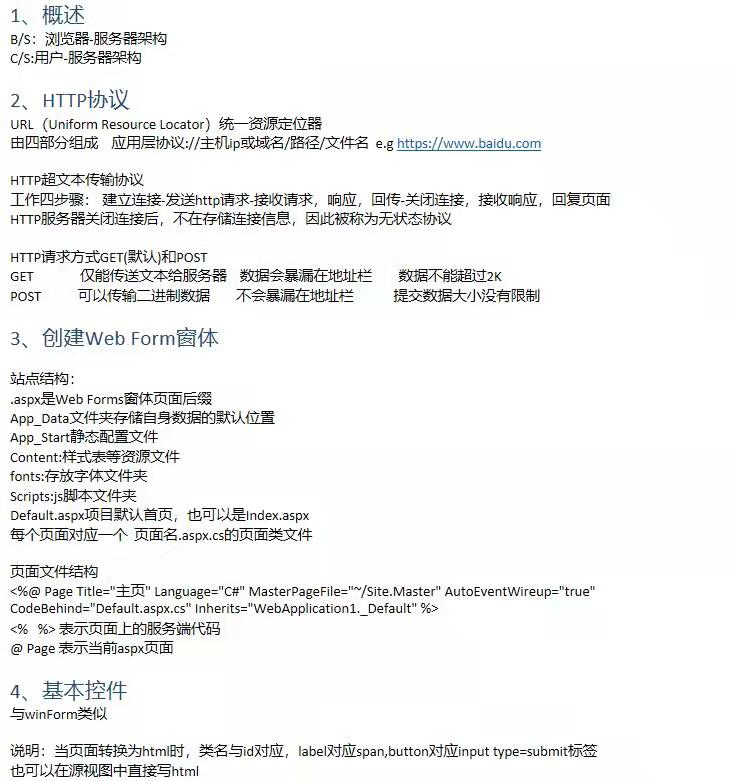 1、概述
B/S：浏览器-服务器架构
C/S:用户-服务器架构
2、HTTP协议
URL（Uniform Resource Locator）统一资源定位器
由四部分组成 应用层协议://主机ip或域名/路径/文件名 e.g https://www.baidu.com
HTTP超文本传输协议
工作四步骤： 建立连接-发送http请求-接收请求，响应，回传-关闭连接，接收响应，回复页面
HTTP服务器关闭连接后，不在存储连接信息，因此被称为无状态协议
HTTP请求方式GET(默认)和POST
GET 仅能传送文本给服务器 数据会暴漏在地址栏 数据不能超过2K
POST 可以传输二进制数据 不会暴漏在地址栏 提交数据大小没有限制
3、创建Web Form窗体
站点结构：
.aspx是Web Forms窗体页面后缀
App_Data文件夹存储自身数据的默认位置
App_Start静态配置文件
Content:样式表等资源文件
fonts:存放字体文件夹
Scripts:js脚本文件夹
Default.aspx项目默认首页，也可以是Index.aspx
每个页面对应一个 页面名.aspx.cs的页面类文件
页面文件结构
<%@ Page Title="主页" Language="C#" MasterPageFile="~/Site.Master" AutoEventWireup="true"
CodeBehind="Default.aspx.cs" Inherits="WebApplication1._Default" %>
<% %> 表示页面上的服务端代码
@ Page 表示当前aspx页面
4、基本控件
与winForm类似
说明：当页面转换为html时，类名与id对应，label对应span,button对应input type=submit标签
也可以在源视图中直接写html